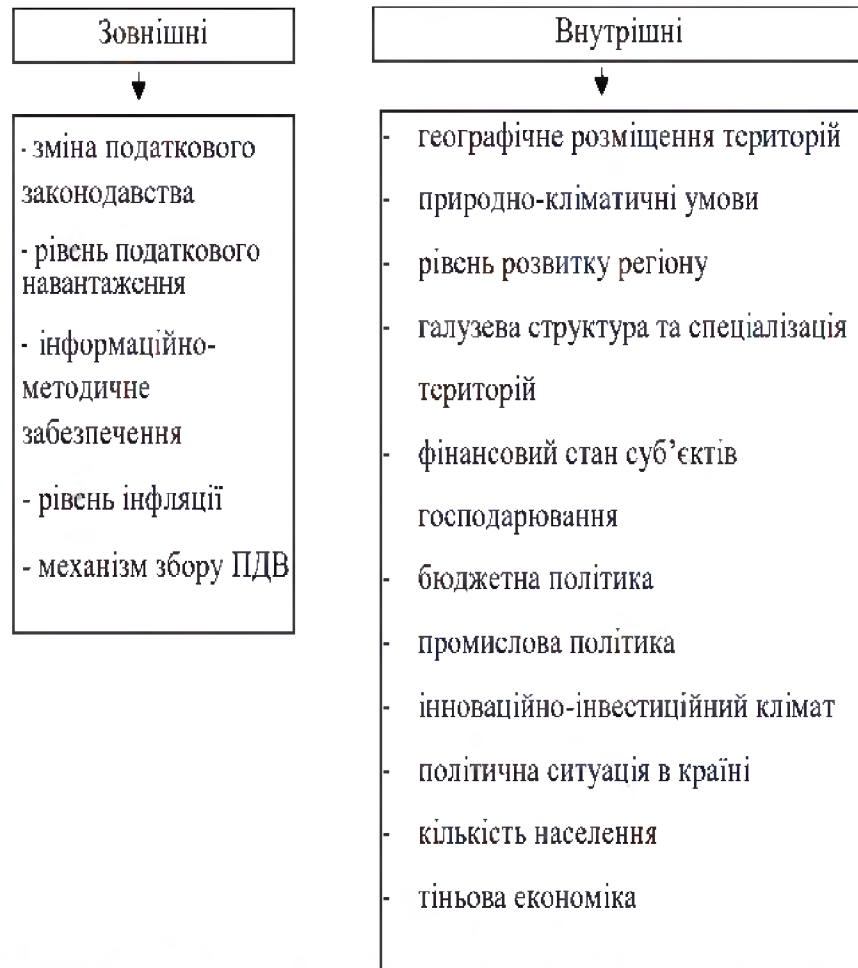 Зовнішні
- зміна податкового
законодавства
- рівень податкового
навантаження
- інформаційно-
методичне
забезпечення
- рівень інфляції
- механізм збору ПДВ
Внутрішні
- географічне розміщення територій
- природно-кліматичні умови
- рівень розвитку регіону
- галузева структура та спеціалізація
територій
- фінансовий стан суб’єктів
господарювання
- бюджетна політика
- промислова політика
- інноваційно-інвестиційний клімат
- політична ситуація в країні
- кількість населення
- тіньова економіка